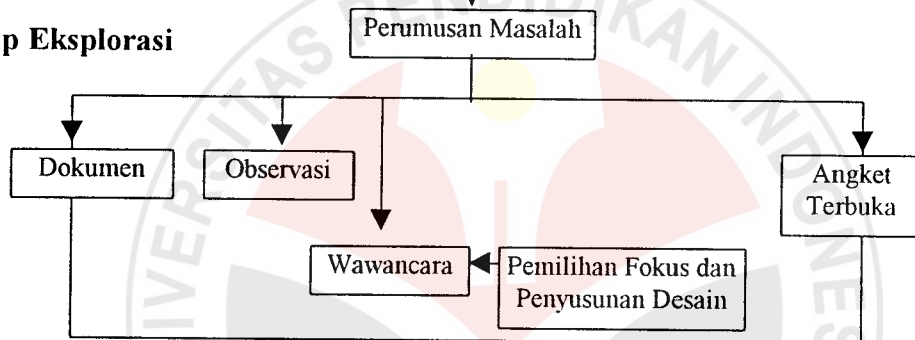 p Eksplorasi
Perumusan Masalah
Dokumen
Observasi
Angket
Terbuka
Wawancara
Pemilihan Fokus dan
Penyusunan Desain